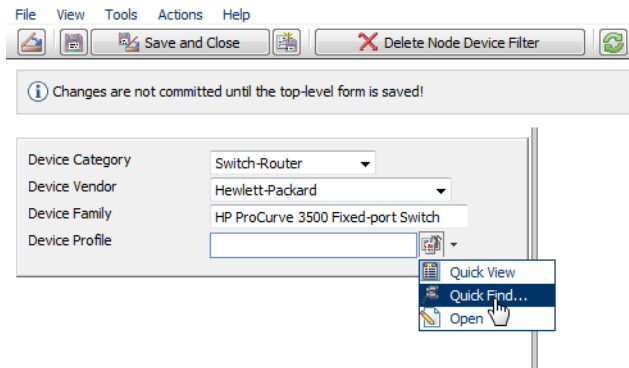 File View Tools Actions Help
Save and Close Delete Node Device Filter
Changes are not committed until the top-level form is saved!
Device Category Switch-Router
Device Vendor Hewlett-Packard
Device Family HP ProCurve 3500 Fixed-port Switch
Device Profile
Quick View
Quick Find...
Open